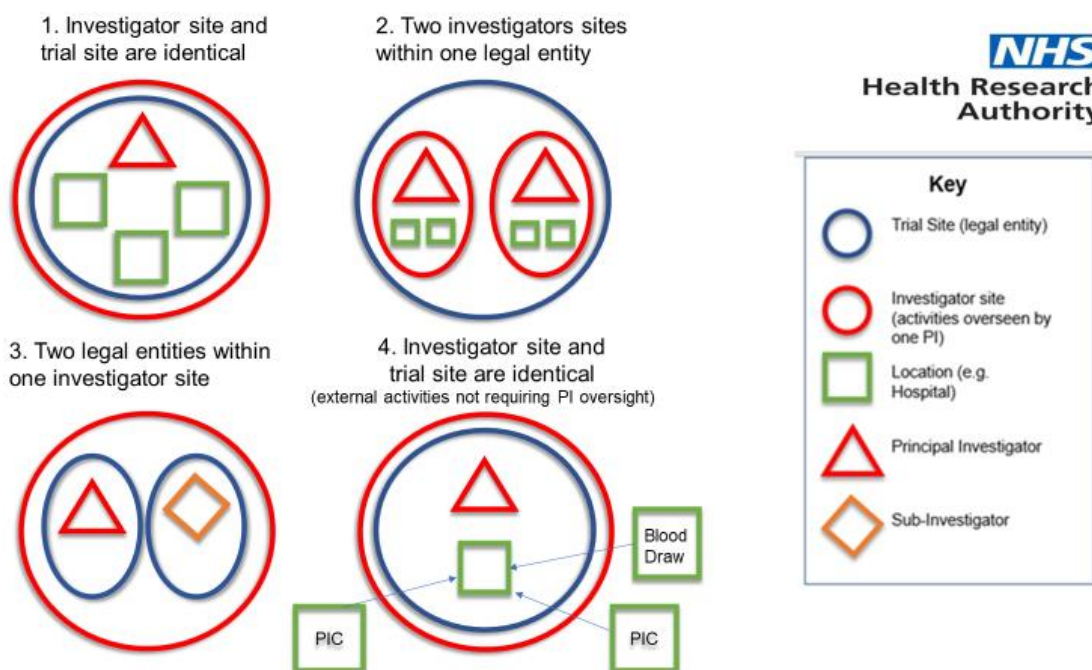 1. Investigator site and
trial site are identical
2. Two investigators sites
within one legal entity
NHS
Health Research
Authority
Key
Trial Site (legal entity)
Investigator site
(activities overseen by
one PI)
Location (e.g.
Hospital)
Principal Investigator
Sub-Investigator
3. Two legal entities within
one investigator site
4. Investigator site and
trial site are identical
(external activities not requiring PI oversight)
Blood
Draw
PIC
PIC